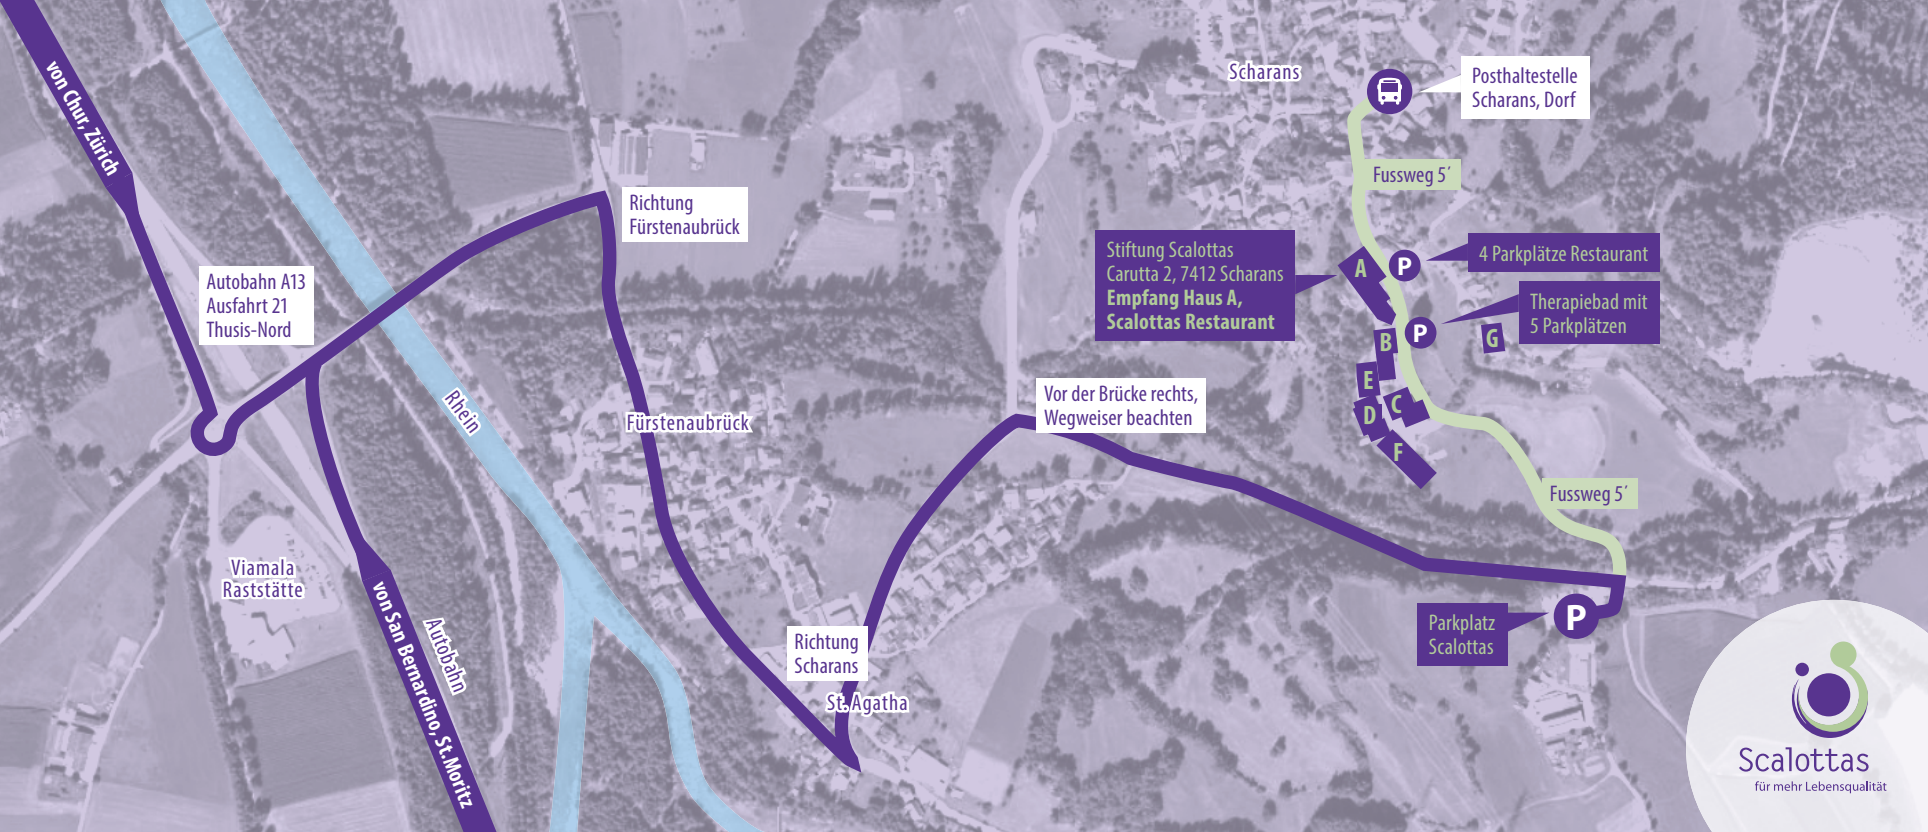 von Chur, Zürich
Scharans
Posthaltestelle
Scharans, Dorf
Fussweg 5´
Richtung
Fürstenaubrück
Stiftung Scalottas
Carutta 2, 7412 Scharans
Empfang Haus A,
Scalottas Restaurant
A
P
4 Parkplätze Restaurant
Autobahn A13
Ausfahrt 21
Thusis-Nord
Therapiebad mit
5 Parkplätzen
P
G
B
E
C
D
F
Rhein
Fürstenaubrück
Vor der Brücke rechts,
Wegweiser beachten
Fussweg 5´
Viamala
Raststätte
von San Bernardino, St.Moritz
Autobahn
Richtung
Scharans
St. Agatha
Parkplatz
Scalottas
P
Scalottas
für mehr Lebensqualität